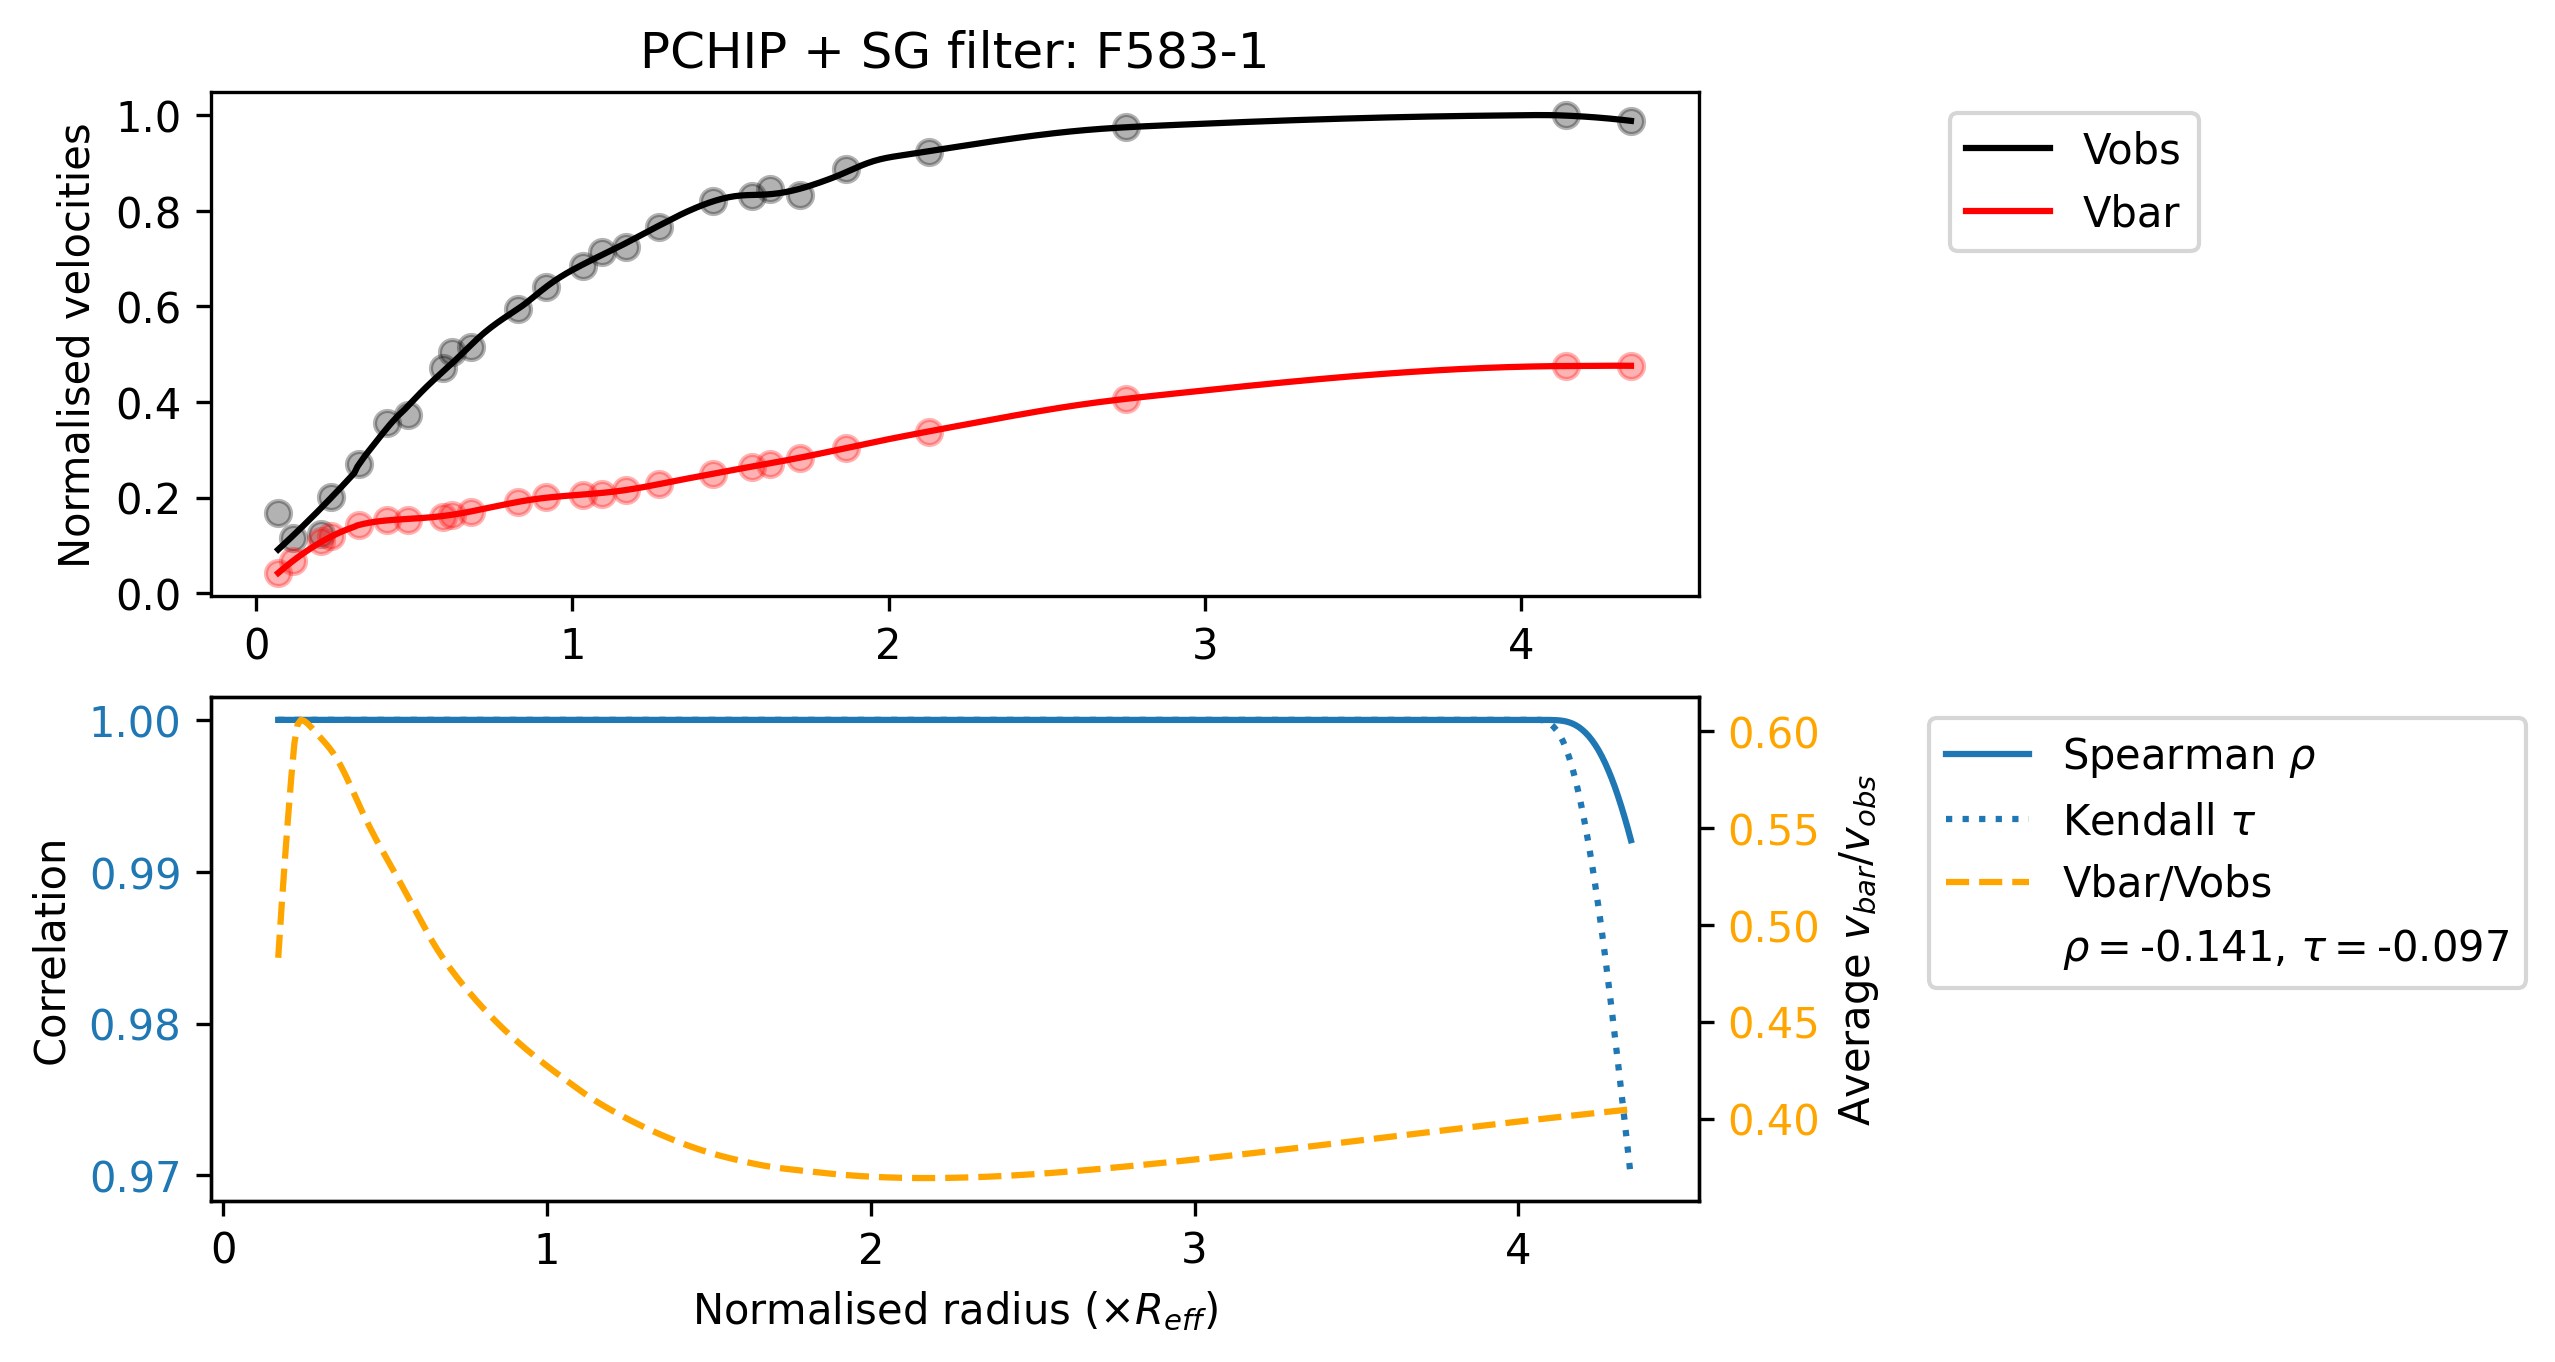 PCHIP + SG filter: F583-1
Normalised velocities
1.0
0.8
0.6
0.4
0.2
0.0
0 1 2 3 4
Vobs
Vbar
Correlation
1.00
0.99
0.98
0.97
0 1 2 3 4
Normalised radius (×R_eff)
0.60
0.55
0.50
0.45
0.40
Average v_bar/v_obs
Spearman ρ
Kendall τ
Vbar/Vobs
ρ = -0.141, τ = -0.097